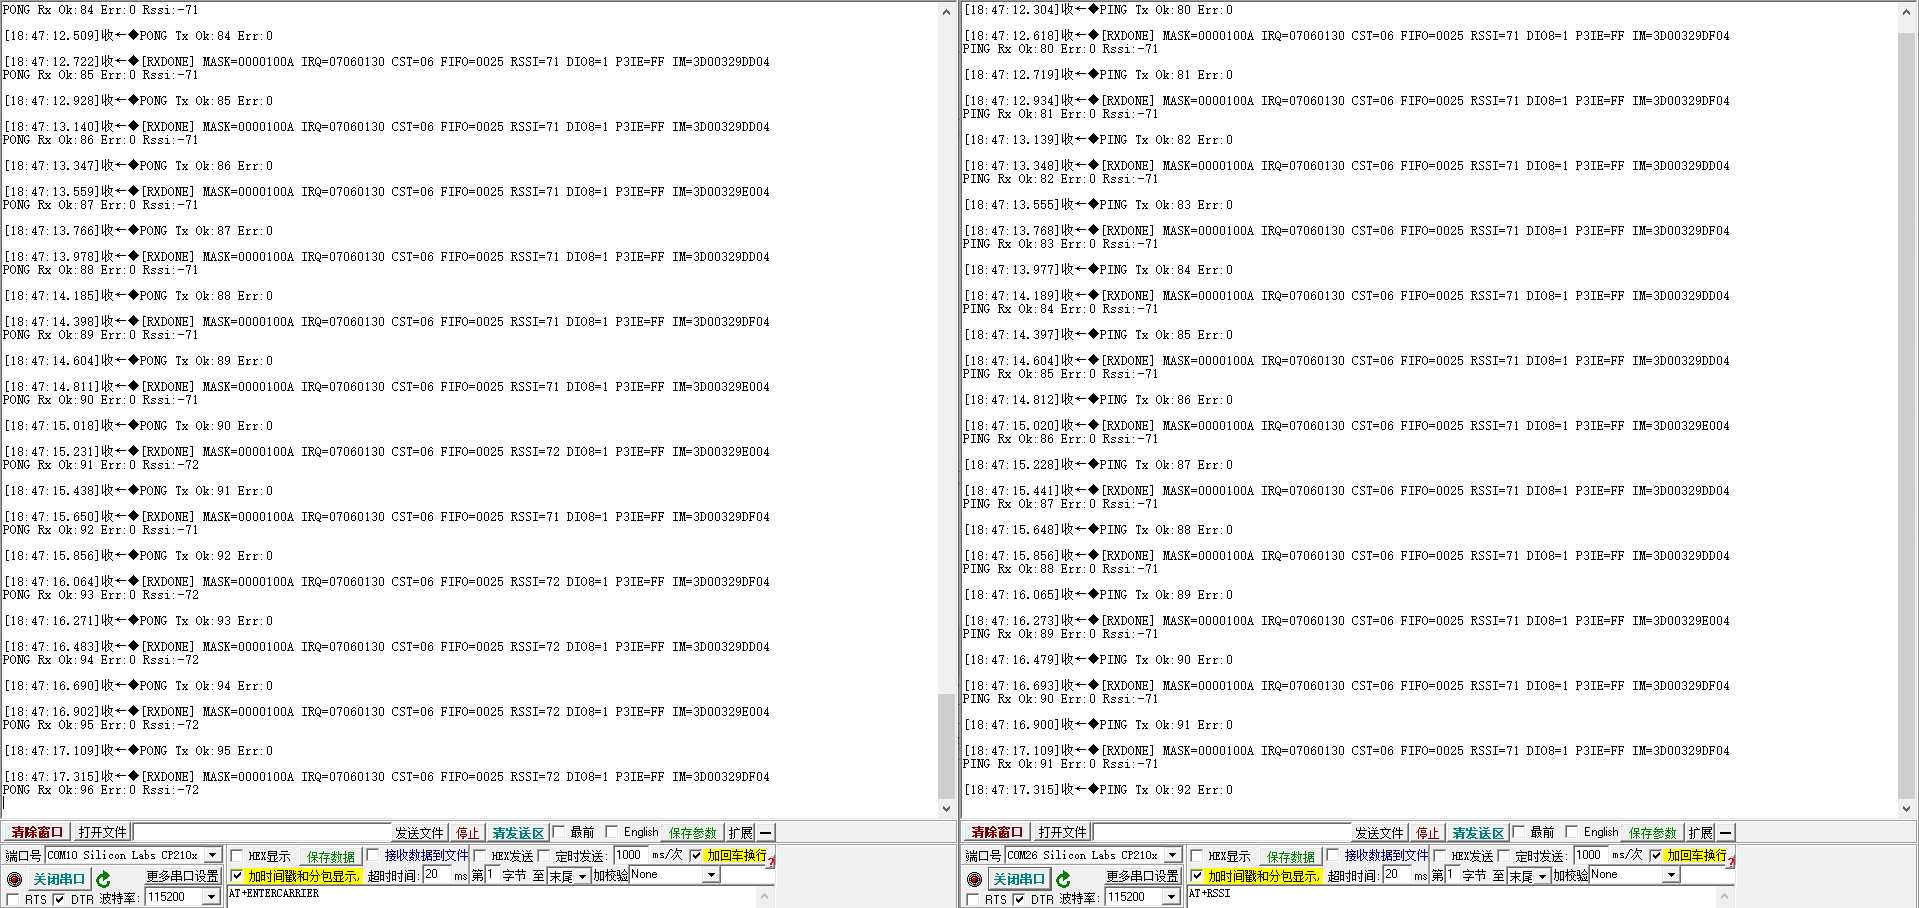 PONG Rx Ok:84 Err:0 Rssi:-71
[18:47:12.509]收←◆PONG Tx Ok:84 Err:0
[18:47:12.722]收←◆[RXDONE] MASK=0000100A IRQ=07060130 CST=06 FIFO=0025 RSSI=71 DIO8=1 P3IE=FF IM=3D00329DD04
PONG Rx Ok:85 Err:0 Rssi:-71
[18:47:12.928]收←◆PONG Tx Ok:85 Err:0
[18:47:13.140]收←◆[RXDONE] MASK=0000100A IRQ=07060130 CST=06 FIFO=0025 RSSI=71 DIO8=1 P3IE=FF IM=3D00329DD04
PONG Rx Ok:86 Err:0 Rssi:-71
[18:47:13.347]收←◆PONG Tx Ok:86 Err:0
[18:47:13.559]收←◆[RXDONE] MASK=0000100A IRQ=07060130 CST=06 FIFO=0025 RSSI=71 DIO8=1 P3IE=FF IM=3D00329E004
PONG Rx Ok:87 Err:0 Rssi:-71
[18:47:13.766]收←◆PONG Tx Ok:87 Err:0
[18:47:13.978]收←◆[RXDONE] MASK=0000100A IRQ=07060130 CST=06 FIFO=0025 RSSI=71 DIO8=1 P3IE=FF IM=3D00329DD04
PONG Rx Ok:88 Err:0 Rssi:-71
[18:47:14.185]收←◆PONG Tx Ok:88 Err:0
[18:47:14.398]收←◆[RXDONE] MASK=0000100A IRQ=07060130 CST=06 FIFO=0025 RSSI=71 DIO8=1 P3IE=FF IM=3D00329DF04
PONG Rx Ok:89 Err:0 Rssi:-71
[18:47:14.604]收←◆PONG Tx Ok:89 Err:0
[18:47:14.811]收←◆[RXDONE] MASK=0000100A IRQ=07060130 CST=06 FIFO=0025 RSSI=71 DIO8=1 P3IE=FF IM=3D00329E004
PONG Rx Ok:90 Err:0 Rssi:-71
[18:47:15.018]收←◆PONG Tx Ok:90 Err:0
[18:47:15.231]收←◆[RXDONE] MASK=0000100A IRQ=07060130 CST=06 FIFO=0025 RSSI=72 DIO8=1 P3IE=FF IM=3D00329E004
PONG Rx Ok:91 Err:0 Rssi:-72
[18:47:15.438]收←◆PONG Tx Ok:91 Err:0
[18:47:15.650]收←◆[RXDONE] MASK=0000100A IRQ=07060130 CST=06 FIFO=0025 RSSI=71 DIO8=1 P3IE=FF IM=3D00329DF04
PONG Rx Ok:92 Err:0 Rssi:-71
[18:47:15.856]收←◆PONG Tx Ok:92 Err:0
[18:47:16.064]收←◆[RXDONE] MASK=0000100A IRQ=07060130 CST=06 FIFO=0025 RSSI=72 DIO8=1 P3IE=FF IM=3D00329DF04
PONG Rx Ok:93 Err:0 Rssi:-72
[18:47:16.271]收←◆PONG Tx Ok:93 Err:0
[18:47:16.483]收←◆[RXDONE] MASK=0000100A IRQ=07060130 CST=06 FIFO=0025 RSSI=72 DIO8=1 P3IE=FF IM=3D00329DD04
PONG Rx Ok:94 Err:0 Rssi:-72
[18:47:16.690]收←◆PONG Tx Ok:94 Err:0
[18:47:16.902]收←◆[RXDONE] MASK=0000100A IRQ=07060130 CST=06 FIFO=0025 RSSI=72 DIO8=1 P3IE=FF IM=3D00329E004
PONG Rx Ok:95 Err:0 Rssi:-72
[18:47:17.109]收←◆PONG Tx Ok:95 Err:0
[18:47:17.315]收←◆[RXDONE] MASK=0000100A IRQ=07060130 CST=06 FIFO=0025 RSSI=72 DIO8=1 P3IE=FF IM=3D00329DF04
PONG Rx Ok:96 Err:0 Rssi:-72
清除窗口 打开文件 发送文件 停止 清发送区 最前 English 保存参数 扩展
端口号 COM10 Silicon Labs CP210x HEX显示 保存数据 接收数据到文件 HEX发送 定时发送: 1000 ms/次 加回车换行
关闭串口 更多串口设置 加时间戳和分包显示. 超时时间: 20 ms 第 1 字节 至 末尾 加校验 None
RTS DTR 波特率: 115200 AT+ENTERCARRIER
[18:47:12.304]收←◆PING Tx Ok:80 Err:0
[18:47:12.618]收←◆[RXDONE] MASK=0000100A IRQ=07060130 CST=06 FIFO=0025 RSSI=71 DIO8=1 P3IE=FF IM=3D00329DF04
PING Rx Ok:80 Err:0 Rssi:-71
[18:47:12.719]收←◆PING Tx Ok:81 Err:0
[18:47:12.934]收←◆[RXDONE] MASK=0000100A IRQ=07060130 CST=06 FIFO=0025 RSSI=71 DIO8=1 P3IE=FF IM=3D00329DF04
PING Rx Ok:81 Err:0 Rssi:-71
[18:47:13.139]收←◆PING Tx Ok:82 Err:0
[18:47:13.348]收←◆[RXDONE] MASK=0000100A IRQ=07060130 CST=06 FIFO=0025 RSSI=71 DIO8=1 P3IE=FF IM=3D00329DD04
PING Rx Ok:82 Err:0 Rssi:-71
[18:47:13.555]收←◆PING Tx Ok:83 Err:0
[18:47:13.768]收←◆[RXDONE] MASK=0000100A IRQ=07060130 CST=06 FIFO=0025 RSSI=71 DIO8=1 P3IE=FF IM=3D00329DF04
PING Rx Ok:83 Err:0 Rssi:-71
[18:47:13.977]收←◆PING Tx Ok:84 Err:0
[18:47:14.189]收←◆[RXDONE] MASK=0000100A IRQ=07060130 CST=06 FIFO=0025 RSSI=71 DIO8=1 P3IE=FF IM=3D00329DD04
PING Rx Ok:84 Err:0 Rssi:-71
[18:47:14.397]收←◆PING Tx Ok:85 Err:0
[18:47:14.604]收←◆[RXDONE] MASK=0000100A IRQ=07060130 CST=06 FIFO=0025 RSSI=71 DIO8=1 P3IE=FF IM=3D00329DD04
PING Rx Ok:85 Err:0 Rssi:-71
[18:47:14.812]收←◆PING Tx Ok:86 Err:0
[18:47:15.020]收←◆[RXDONE] MASK=0000100A IRQ=07060130 CST=06 FIFO=0025 RSSI=71 DIO8=1 P3IE=FF IM=3D00329E004
PING Rx Ok:86 Err:0 Rssi:-71
[18:47:15.228]收←◆PING Tx Ok:87 Err:0
[18:47:15.441]收←◆[RXDONE] MASK=0000100A IRQ=07060130 CST=06 FIFO=0025 RSSI=71 DIO8=1 P3IE=FF IM=3D00329DD04
PING Rx Ok:87 Err:0 Rssi:-71
[18:47:15.648]收←◆PING Tx Ok:88 Err:0
[18:47:15.856]收←◆[RXDONE] MASK=0000100A IRQ=07060130 CST=06 FIFO=0025 RSSI=71 DIO8=1 P3IE=FF IM=3D00329DD04
PING Rx Ok:88 Err:0 Rssi:-71
[18:47:16.065]收←◆PING Tx Ok:89 Err:0
[18:47:16.273]收←◆[RXDONE] MASK=0000100A IRQ=07060130 CST=06 FIFO=0025 RSSI=71 DIO8=1 P3IE=FF IM=3D00329E004
PING Rx Ok:89 Err:0 Rssi:-71
[18:47:16.479]收←◆PING Tx Ok:90 Err:0
[18:47:16.693]收←◆[RXDONE] MASK=0000100A IRQ=07060130 CST=06 FIFO=0025 RSSI=71 DIO8=1 P3IE=FF IM=3D00329DF04
PING Rx Ok:90 Err:0 Rssi:-71
[18:47:16.900]收←◆PING Tx Ok:91 Err:0
[18:47:17.109]收←◆[RXDONE] MASK=0000100A IRQ=07060130 CST=06 FIFO=0025 RSSI=71 DIO8=1 P3IE=FF IM=3D00329DF04
PING Rx Ok:91 Err:0 Rssi:-71
[18:47:17.315]收←◆PING Tx Ok:92 Err:0
清除窗口 打开文件 发送文件 停止 清发送区 最前 English 保存参数 扩展
端口号 COM26 Silicon Labs CP210x HEX显示 保存数据 接收数据到文件 HEX发送 定时发送: 1000 ms/次 加回车换行
关闭串口 更多串口设置 加时间戳和分包显示. 超时时间: 20 ms 第 1 字节 至 末尾 加校验 None
RTS DTR 波特率: 115200 AT+RSSI